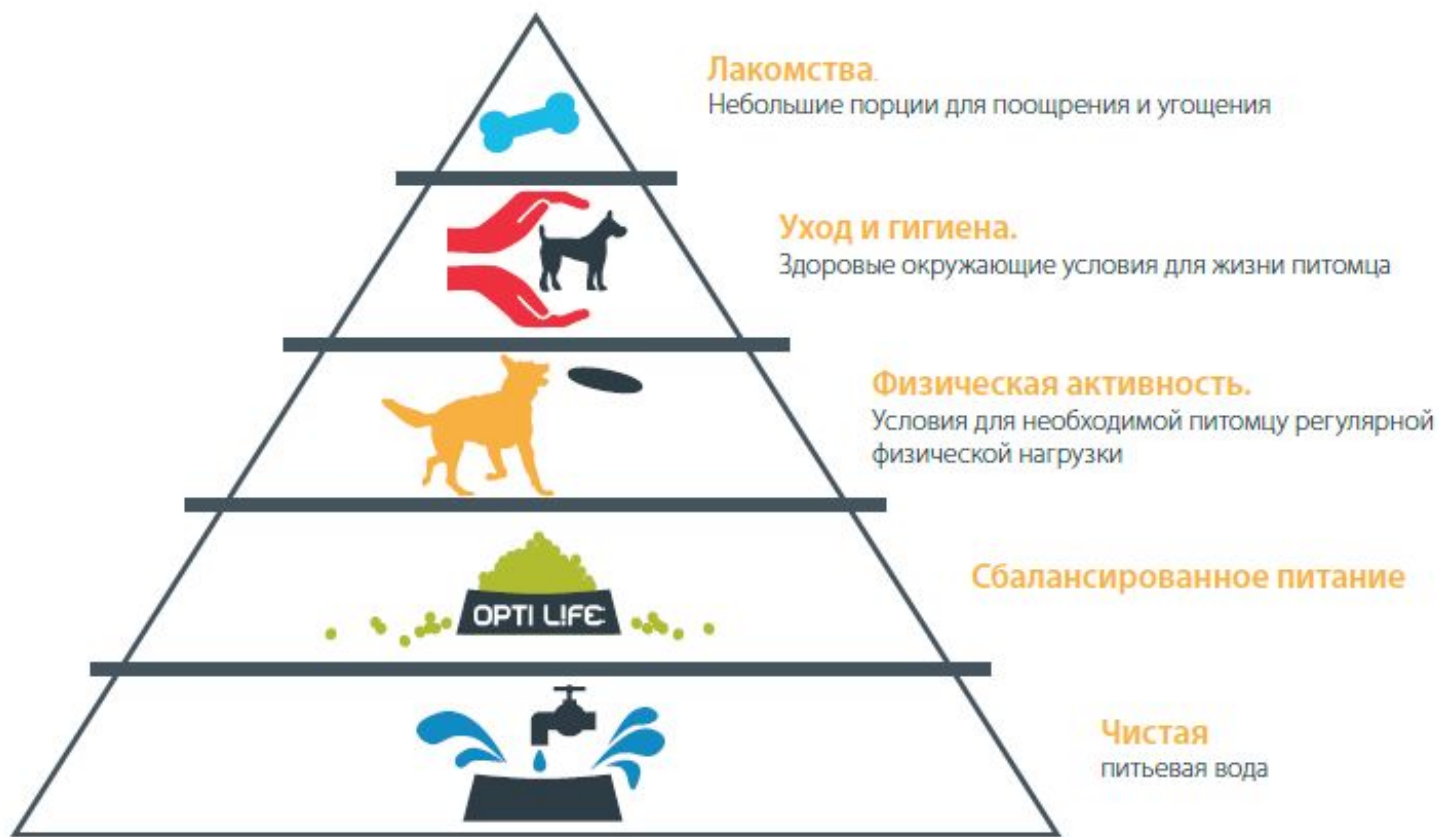 Лакомства.
Небольшие порции для поощрения и угощения
Уход и гигиена.
Здоровые окружающие условия для жизни питомца
Физическая активность.
Условия для необходимой питомцу регулярной
физической нагрузки
Сбалансированное питание
OPTI L!FE
Чистая
питьевая вода